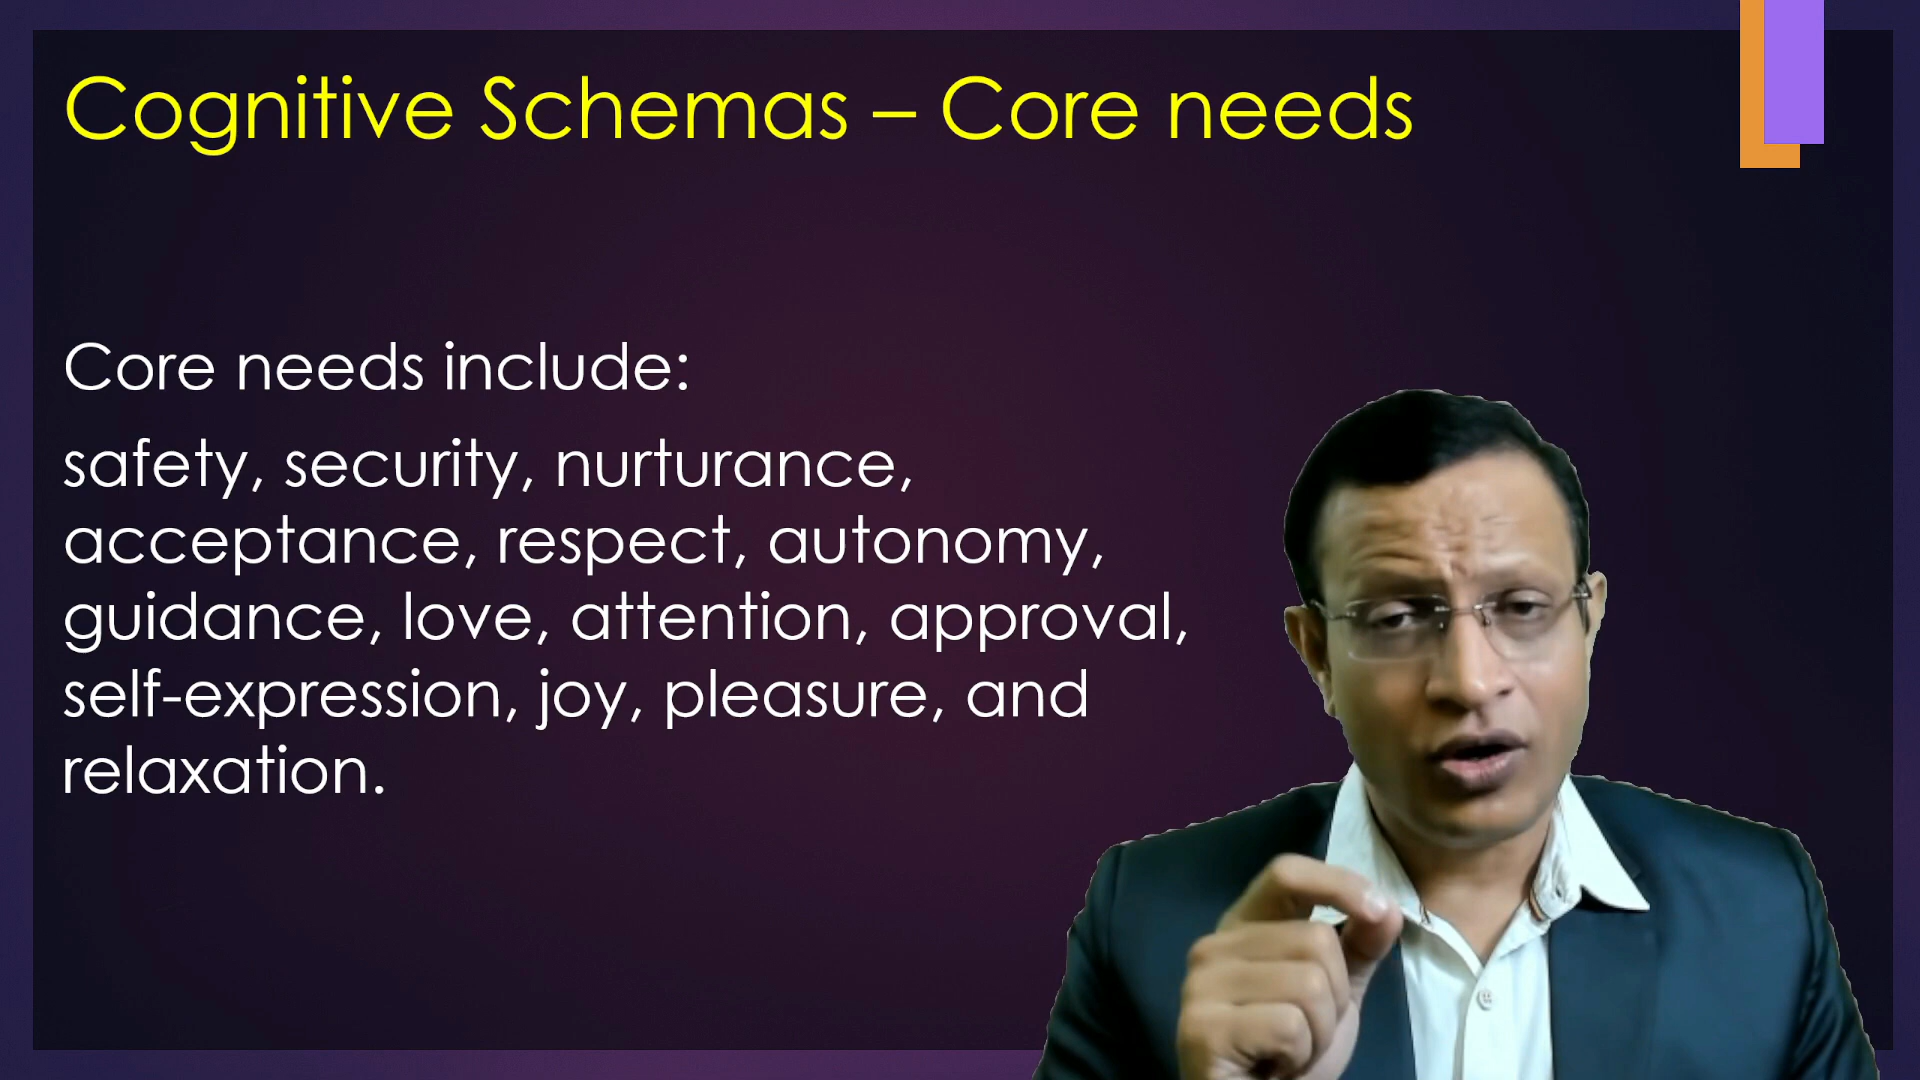 Cognitive Schemas – Core needs
Core needs include:
safety, security, nurturance,
acceptance, respect, autonomy,
guidance, love, attention, approval,
self-expression, joy, pleasure, and
relaxation.